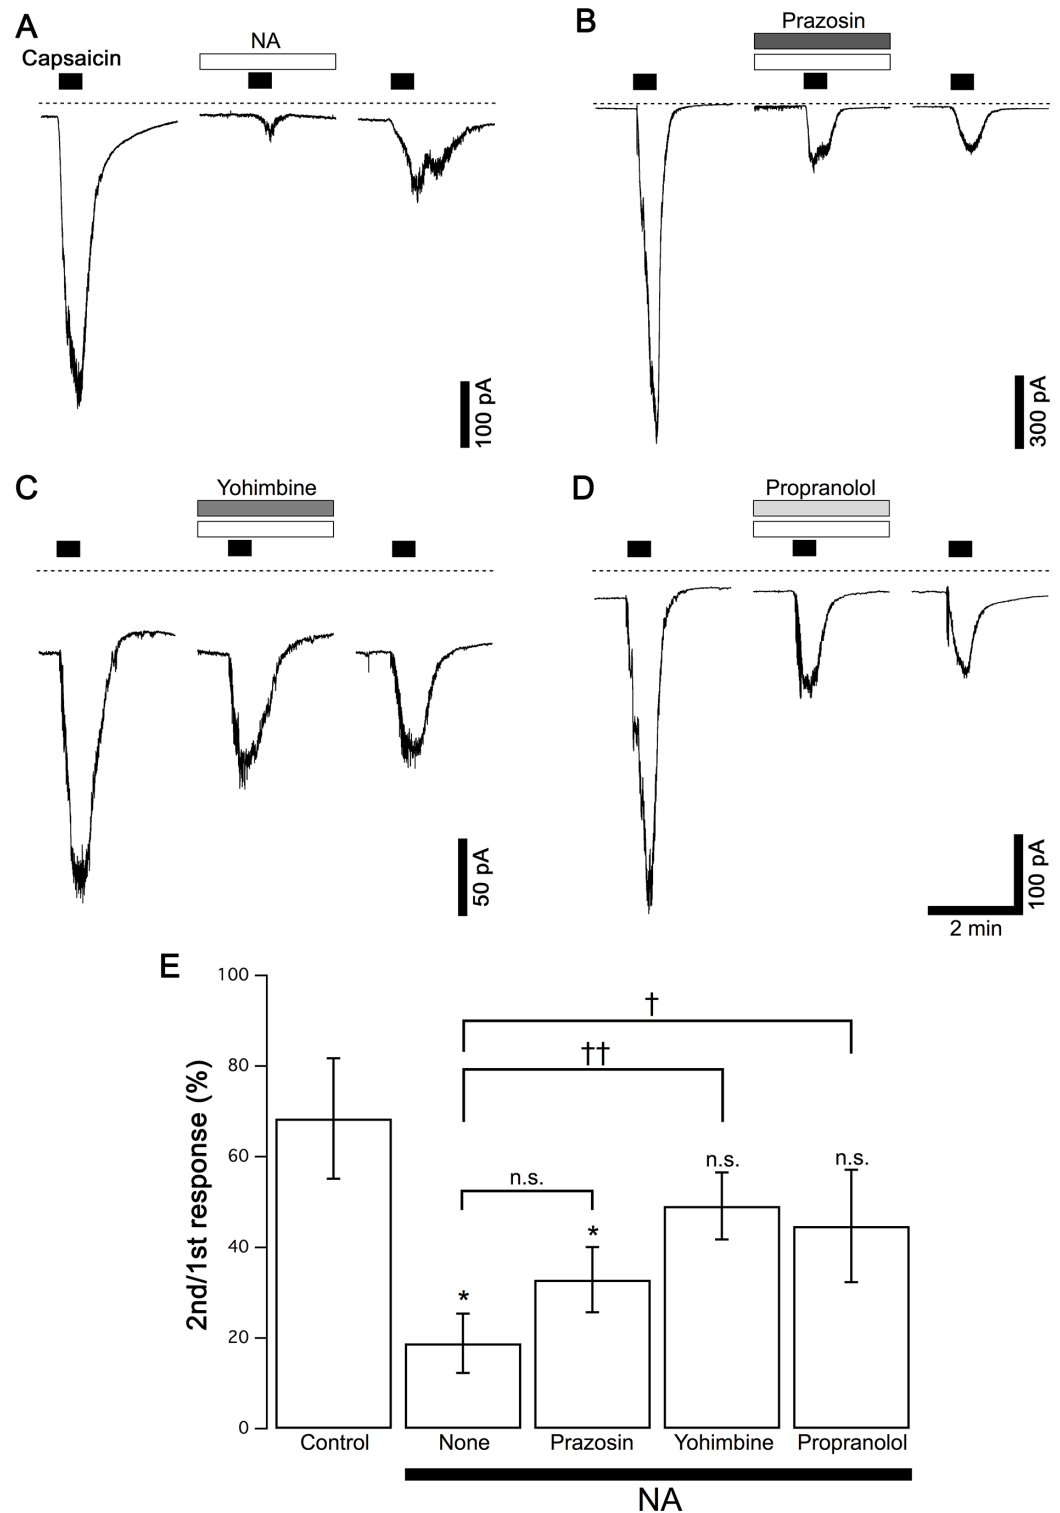 A
Capsaicin
NA
100 pA
B
Prazosin
300 pA
C
Yohimbine
50 pA
D
Propranolol
100 pA
2 min
E
2nd/1st response (%)
100
80
60
40
20
0
†
††
n.s.
n.s.
n.s.
*
*
Control
None
Prazosin
Yohimbine
Propranolol
NA